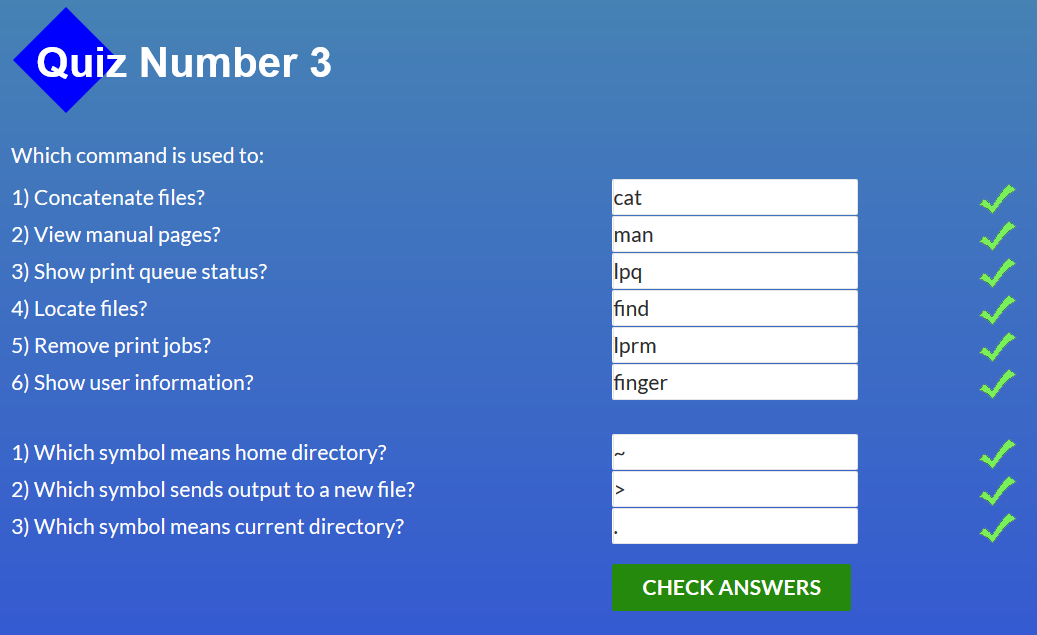 Quiz Number 3
Which command is used to:
1) Concatenate files? cat
2) View manual pages? man
3) Show print queue status? lpq
4) Locate files? find
5) Remove print jobs? lprm
6) Show user information? finger
1) Which symbol means home directory? ~
2) Which symbol sends output to a new file? >
3) Which symbol means current directory? .
CHECK ANSWERS